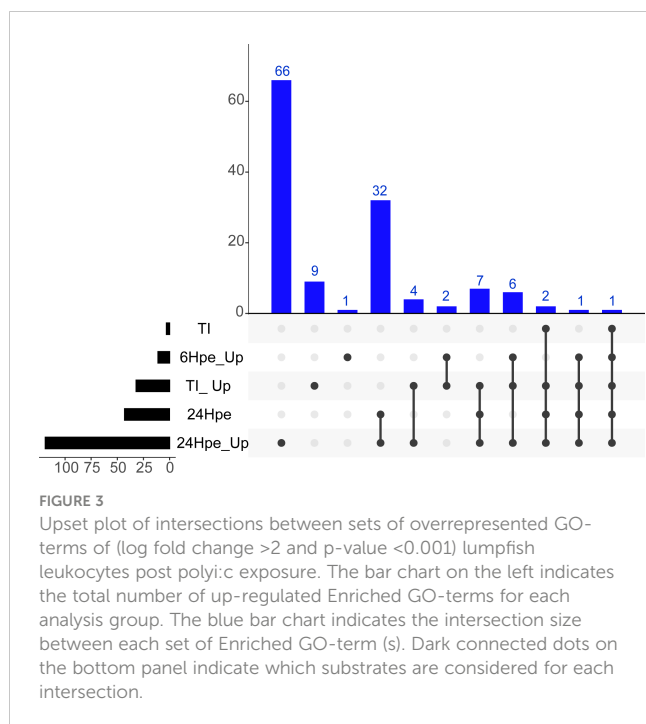 66
60
40
32
20
9
1
4
2
7
6
2
1
1
0
TI
6Hpe_Up
TI_ Up
24Hpe
24Hpe_Up
100 75 50 25 0
FIGURE 3
Upset plot of intersections between sets of overrepresented GO-
terms of (log fold change >2 and p-value <0.001) lumpfish
leukocytes post polyi:c exposure. The bar chart on the left indicates
the total number of up-regulated Enriched GO-terms for each
analysis group. The blue bar chart indicates the intersection size
between each set of Enriched GO-term (s). Dark connected dots on
the bottom panel indicate which substrates are considered for each
intersection.